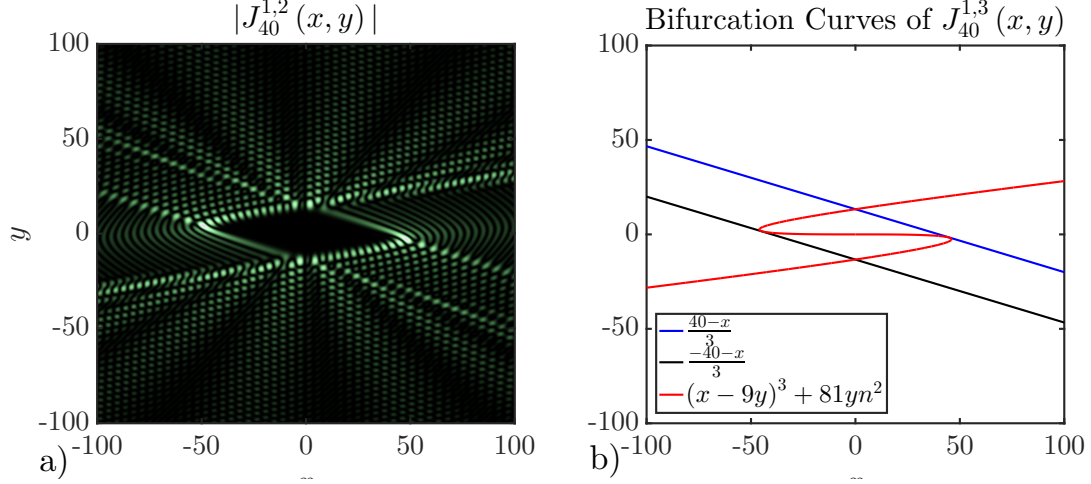 |J_{40}^{1,2} (x, y) |
100
50
0
-50
-100
y
-100 -50 0 50 100
a)
Bifurcation Curves of J_{40}^{1,3} (x, y)
100
50
0
-50
-100
\frac{40-x}{3}
\frac{-40-x}{3}
(x − 9y)^3 + 81yn^2
-100 -50 0 50 100
b)